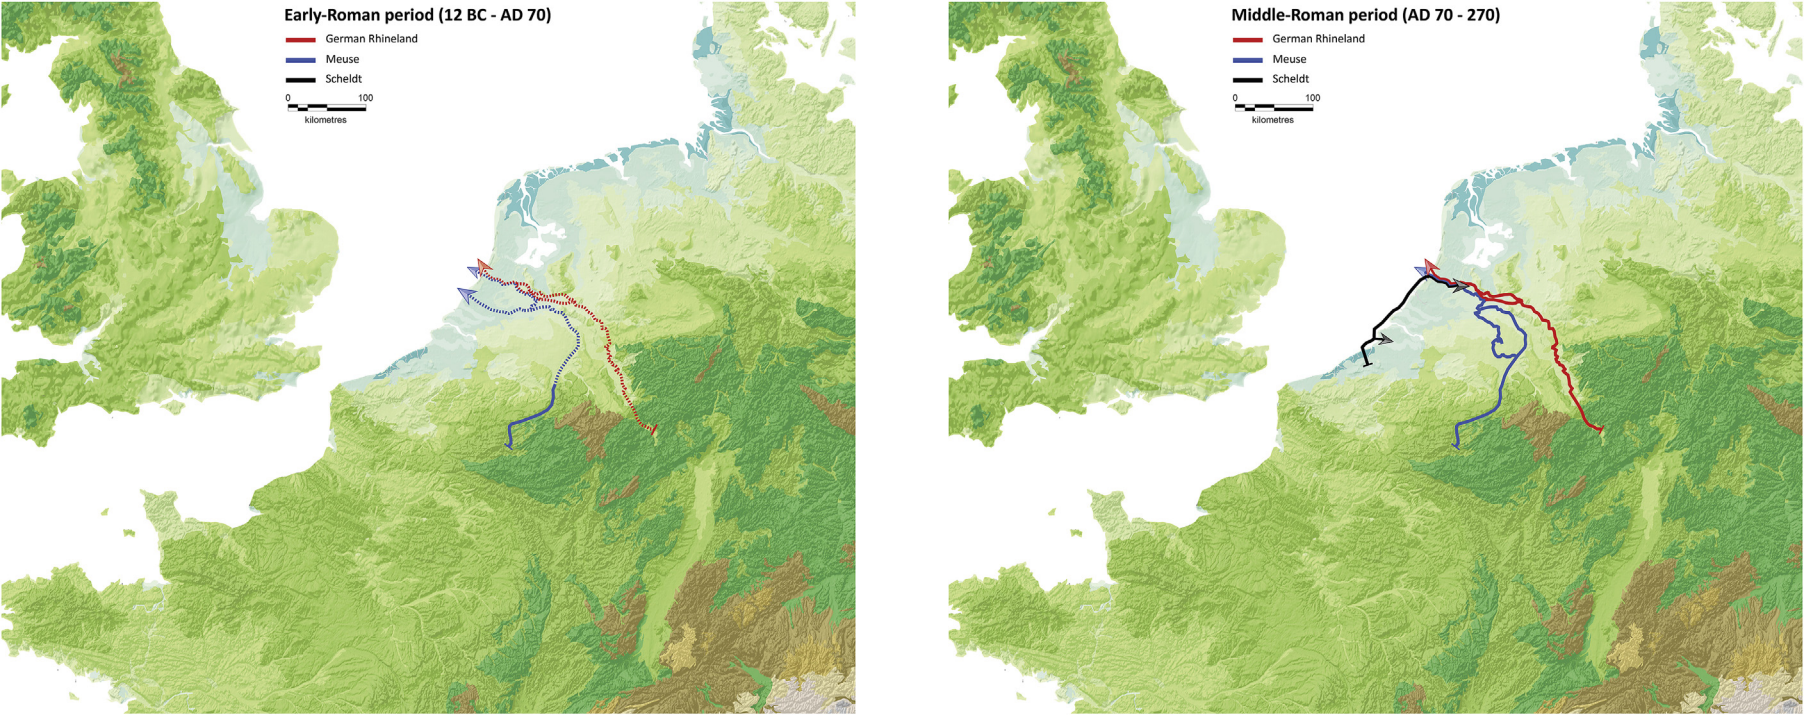 Early-Roman period (12 BC - AD 70)
German Rhineland
Meuse
Scheldt
0 100
kilometres
Middle-Roman period (AD 70 - 270)
German Rhineland
Meuse
Scheldt
0 100
kilometres